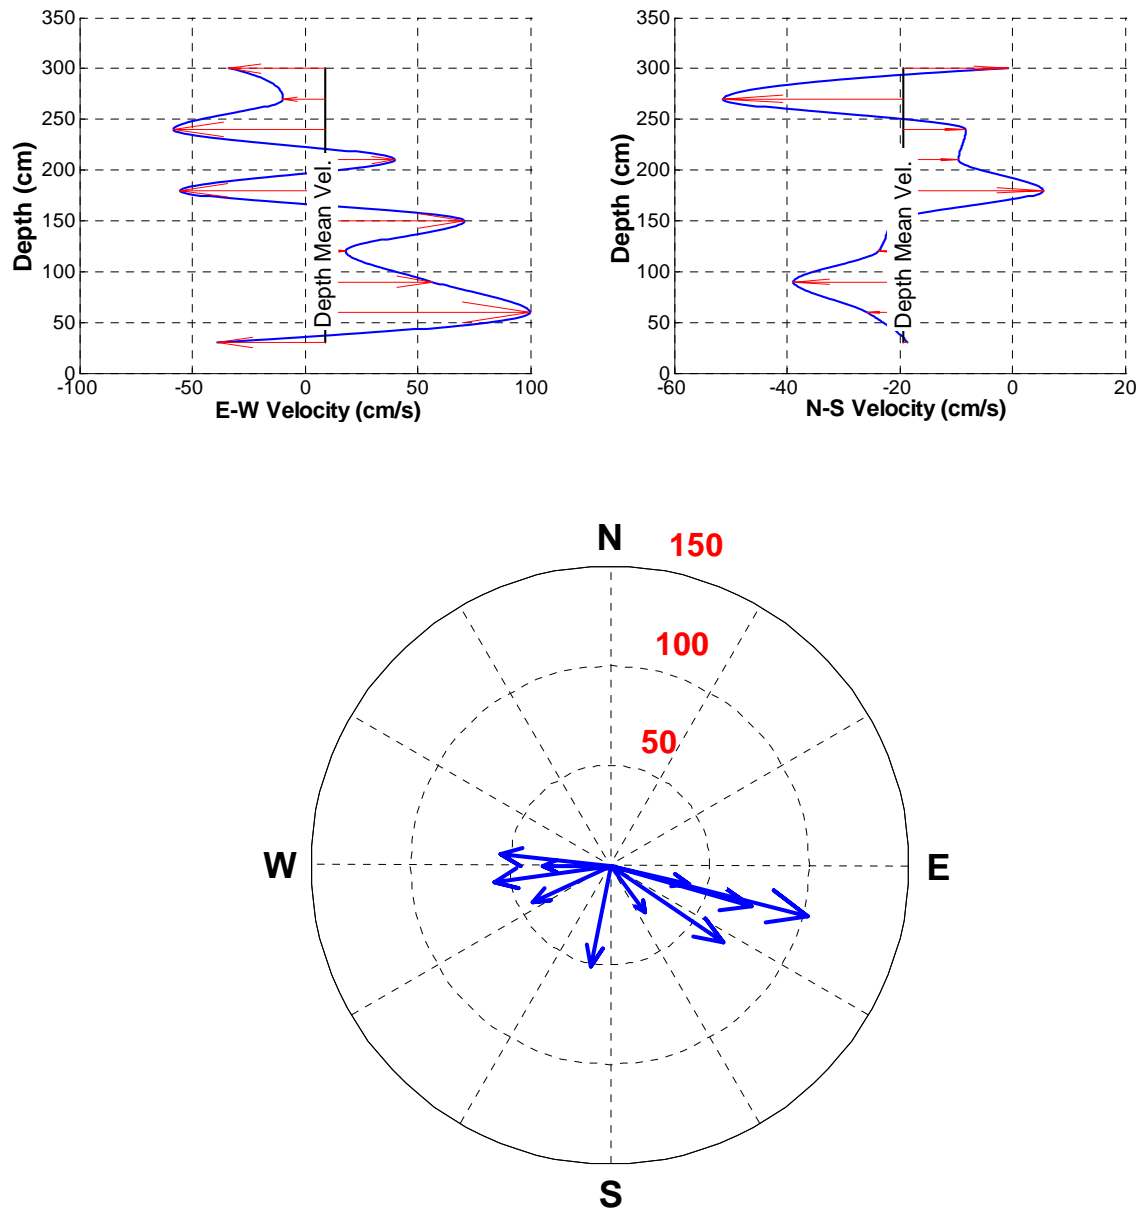 350
300
250
200
150
100
50
0
Depth (cm)
Depth Mean Vel.
-100 -50 0 50 100
E-W Velocity (cm/s)
350
300
250
200
150
100
50
0
Depth (cm)
Depth Mean Vel.
-60 -40 -20 0 20
N-S Velocity (cm/s)
N
150
100
50
W
E
S